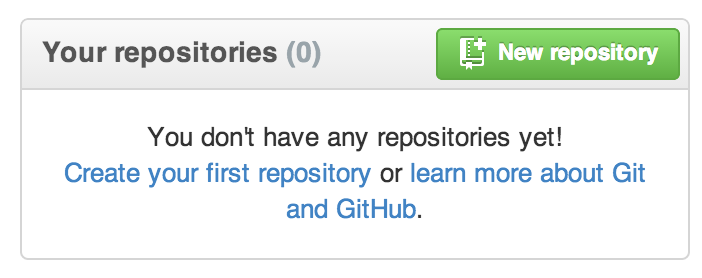 Your repositories (0)
New repository
You don't have any repositories yet!
Create your first repository or learn more about Git
and GitHub.